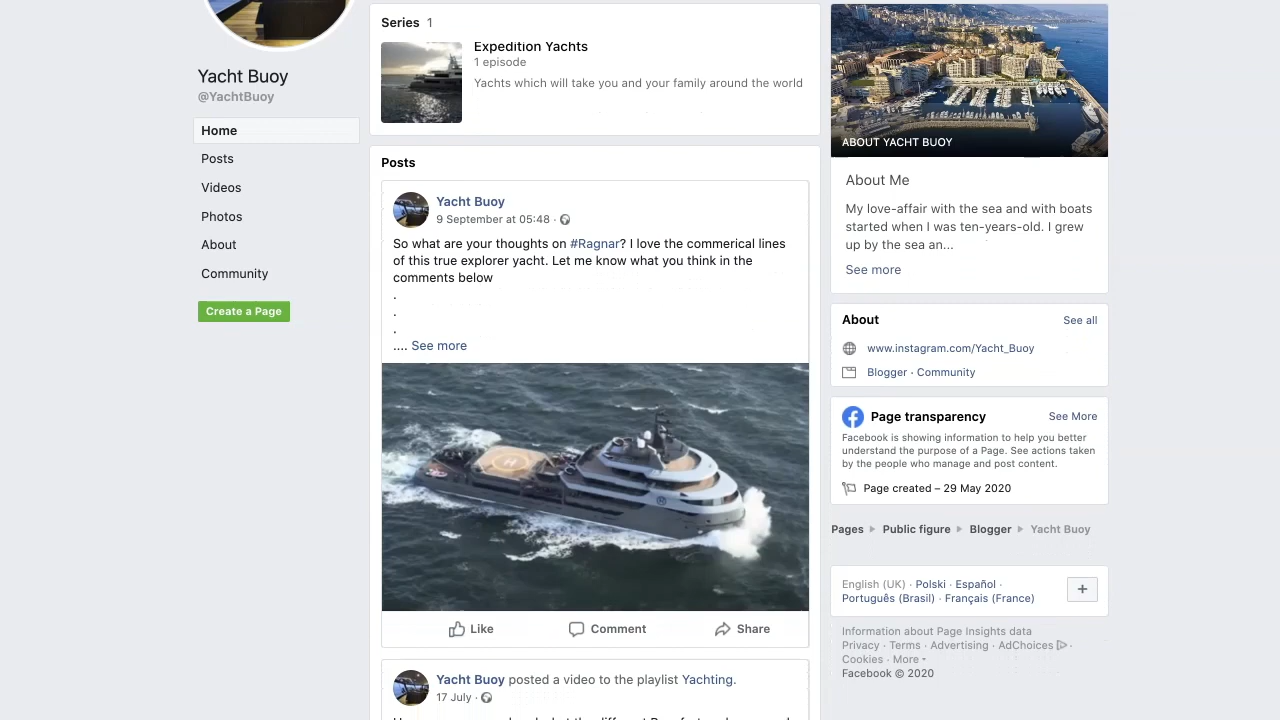 Yacht Buoy
@YachtBuoy
Home
Posts
Videos
Photos
About
Community
Create a Page
Series 1
Expedition Yachts
1 episode
Yachts which will take you and your family around the world
Posts
Yacht Buoy
9 September at 05:48 ·
So what are your thoughts on #Ragnar? I love the commerical lines
of this true explorer yacht. Let me know what you think in the
comments below
.
.
.
.... See more
Like
Comment
Share
Yacht Buoy posted a video to the playlist Yachting.
17 July ·
ABOUT YACHT BUOY
About Me
My love-affair with the sea and with boats
started when I was ten-years-old. I grew
up by the sea an...
See more
About
See all
www.instagram.com/Yacht_Buoy
Blogger · Community
Page transparency
See More
Facebook is showing information to help you better
understand the purpose of a Page. See actions taken
by the people who manage and post content.
Page created – 29 May 2020
Pages
Public figure
Blogger
Yacht Buoy
English (UK) · Polski · Español ·
Português (Brasil) · Français (France)
+
Information about Page Insights data
Privacy · Terms · Advertising · AdChoices ·
Cookies · More
Facebook © 2020